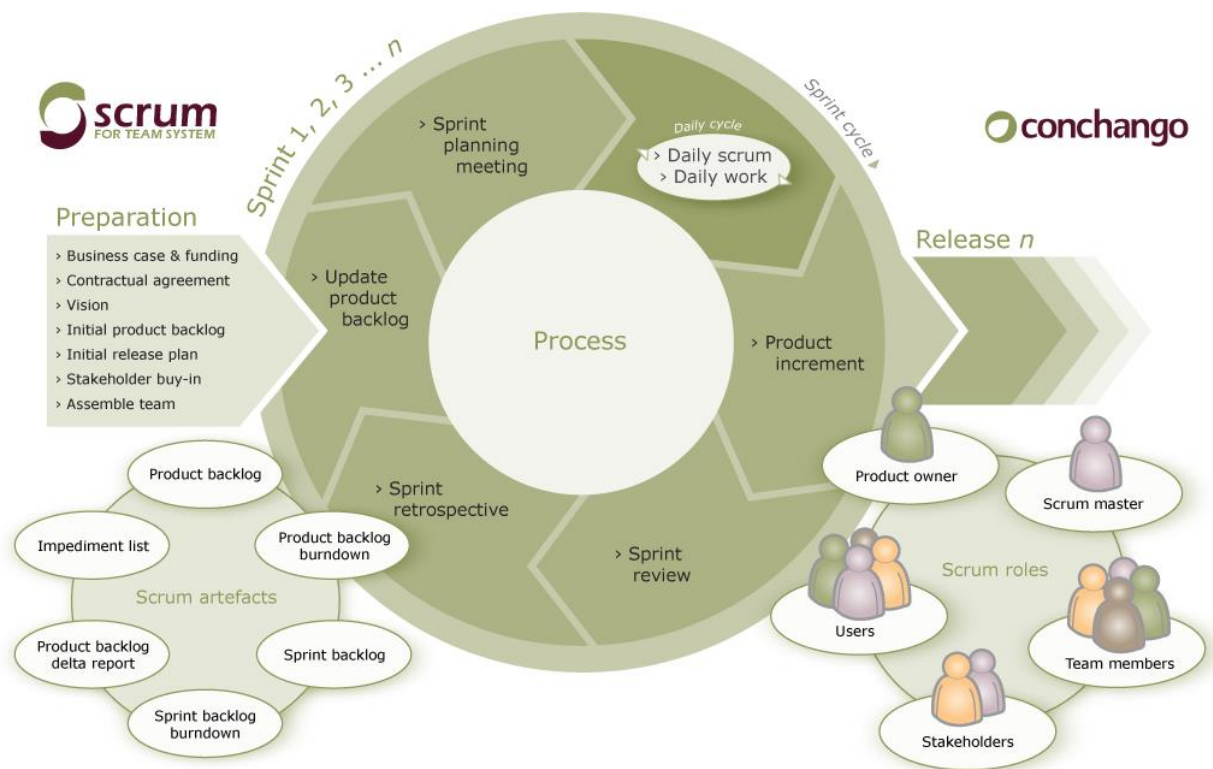 scrum
FOR TEAM SYSTEM
conchango
Sprint 1, 2, 3 ... n
Sprint cycle
Preparation
› Business case & funding
› Contractual agreement
› Vision
› Initial product backlog
› Initial release plan
› Stakeholder buy-in
› Assemble team
› Sprint
planning
meeting
Daily cycle
› Daily scrum
› Daily work
› Update
product
backlog
Process
› Product
increment
› Sprint
retrospective
› Sprint
review
Release n
Product backlog
Impediment list
Product backlog
burndown
Scrum artefacts
Product backlog
delta report
Sprint backlog
Sprint backlog
burndown
Product owner
Scrum master
Scrum roles
Users
Team members
Stakeholders